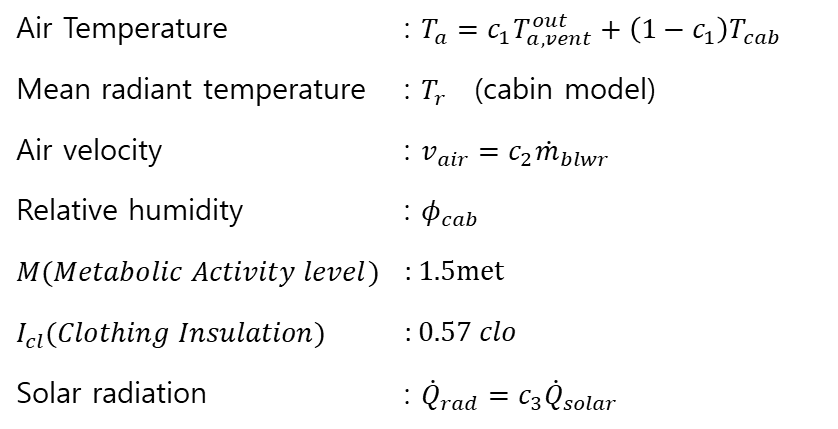 Air Temperature : $T_a = c_1 T_{a,vent}^{out} + (1 - c_1) T_{cab}$
Mean radiant temperature : $T_r$ (cabin model)
Air velocity : $v_{air} = c_2 \dot{m}_{blwr}$
Relative humidity : $\phi_{cab}$
$M(Metabolic\ Activity\ level)$ : 1.5met
$I_{cl}(Clothing\ Insulation)$ : 0.57 $clo$
Solar radiation : $\dot{Q}_{rad} = c_3 \dot{Q}_{solar}$